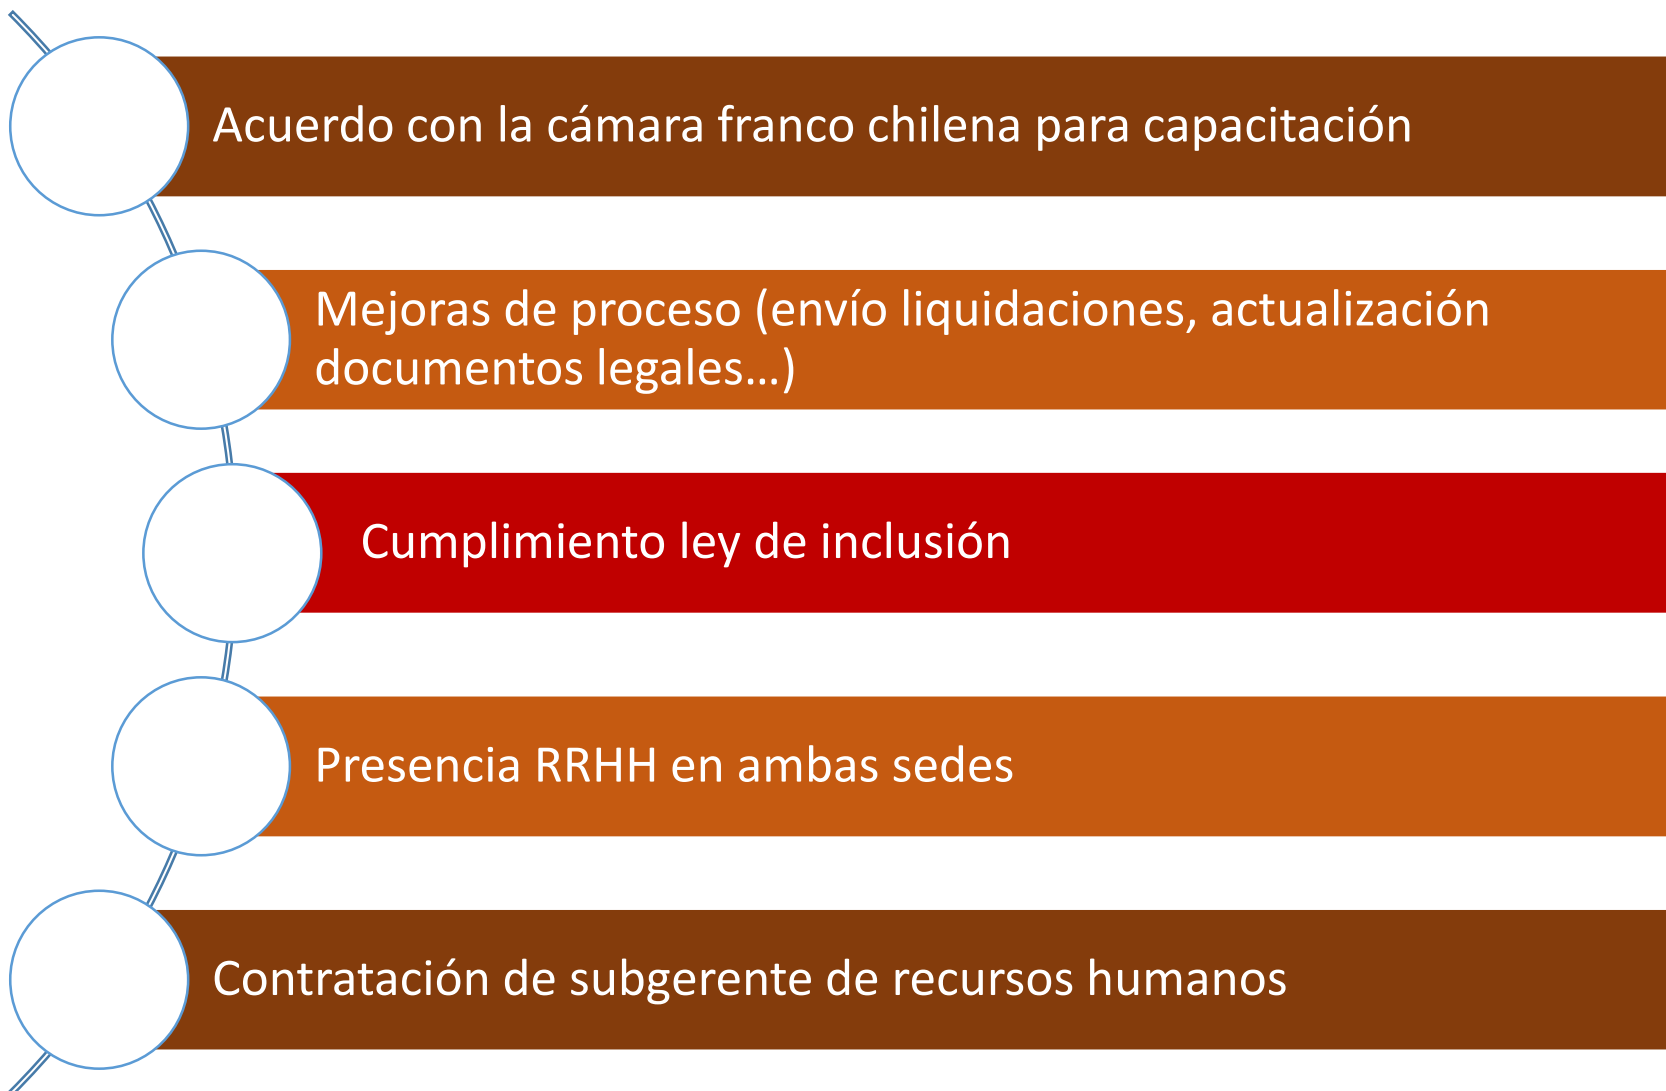 Acuerdo con la cámara franco chilena para capacitación
Mejoras de proceso (envío liquidaciones, actualización
documentos legales…)
Cumplimiento ley de inclusión
Presencia RRHH en ambas sedes
Contratación de subgerente de recursos humanos